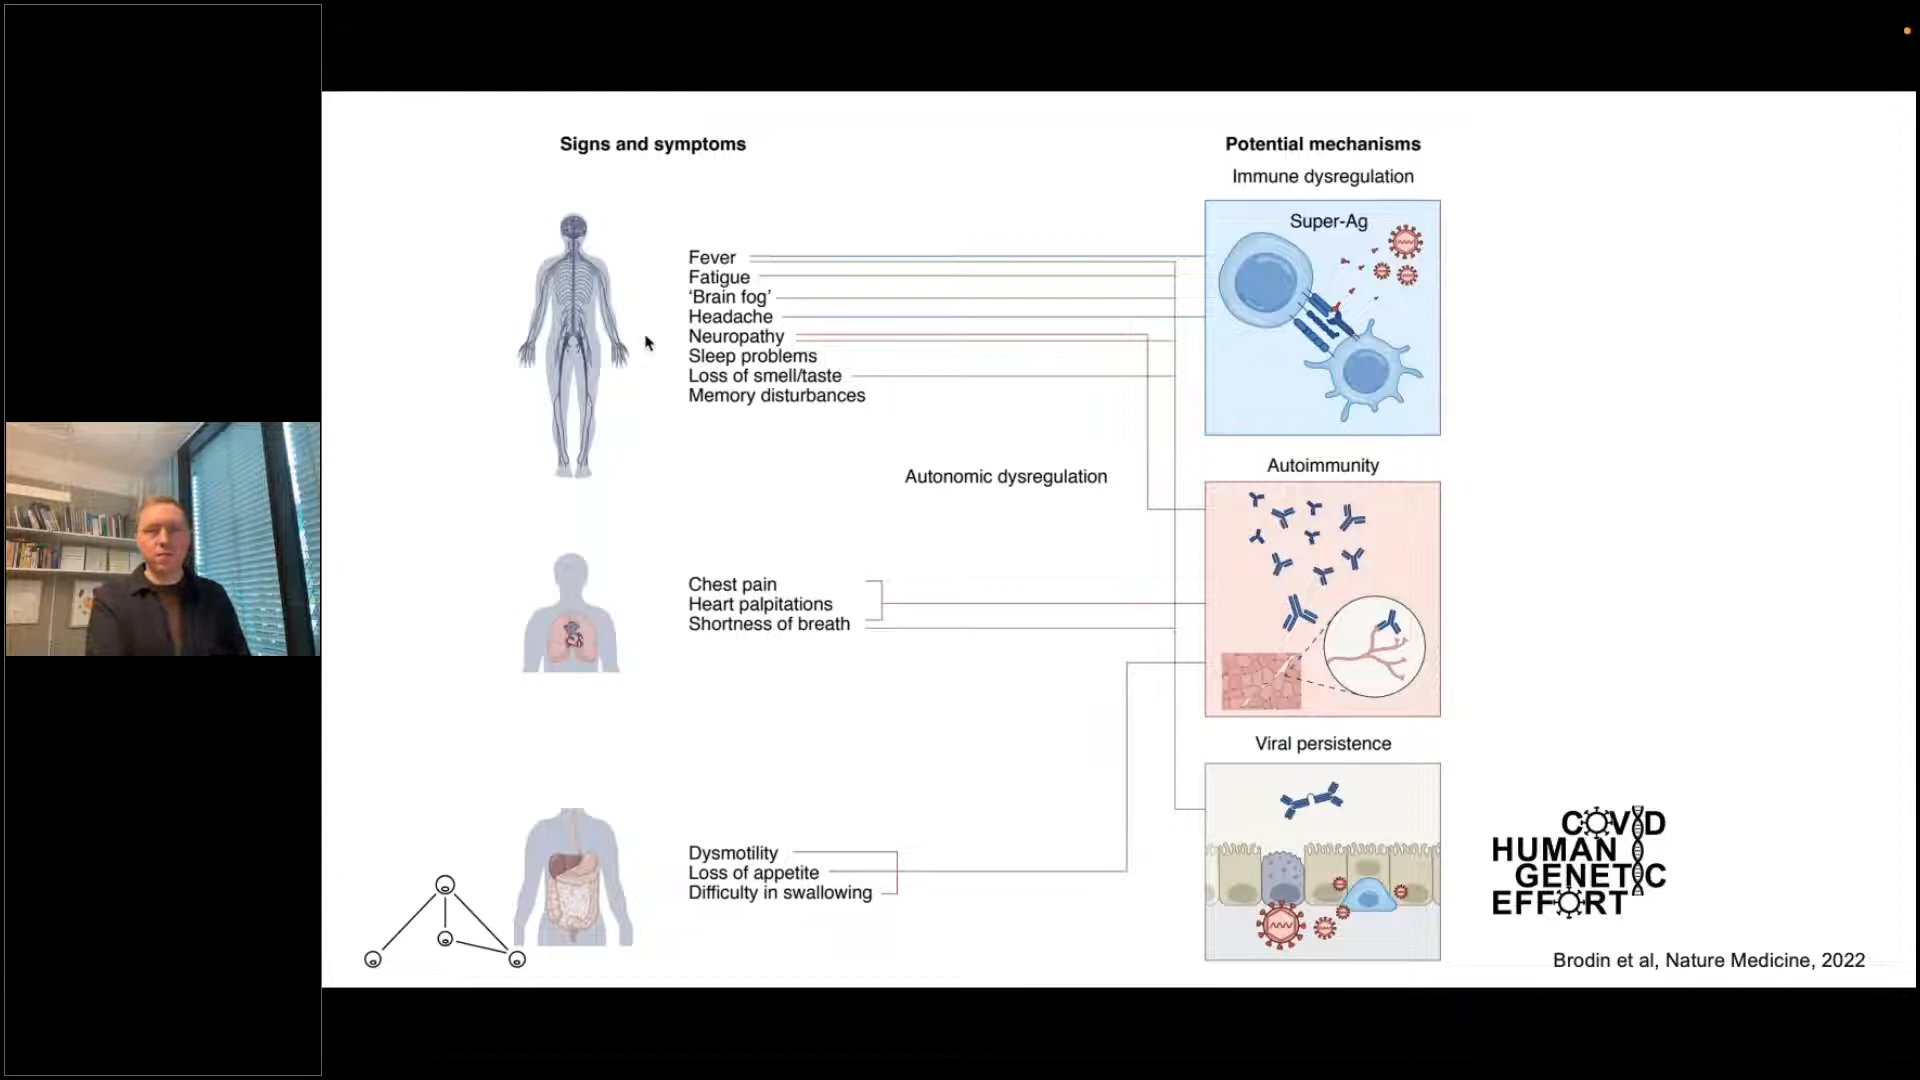 Signs and symptoms
Potential mechanisms
Immune dysregulation
Super-Ag
Fever
Fatigue
‘Brain fog’
Headache
Neuropathy
Sleep problems
Loss of smell/taste
Memory disturbances
Autoimmunity
Autonomic dysregulation
Chest pain
Heart palpitations
Shortness of breath
Viral persistence
Dysmotility
Loss of appetite
Difficulty in swallowing
COVID
HUMAN
GENETIC
EFFORT
Brodin et al, Nature Medicine, 2022